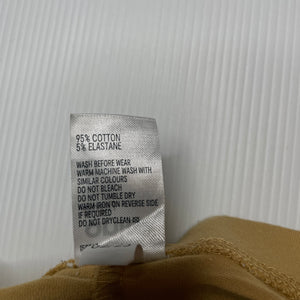 95% COTTON
5% ELASTANE
WASH BEFORE WEAR
WARM MACHINE WASH WITH
SIMILAR COLOURS
DO NOT BLEACH
DO NOT TUMBLE DRY
WARM IRON ON REVERSE SIDE
IF REQUIRED
DO NOT DRYCLEAN